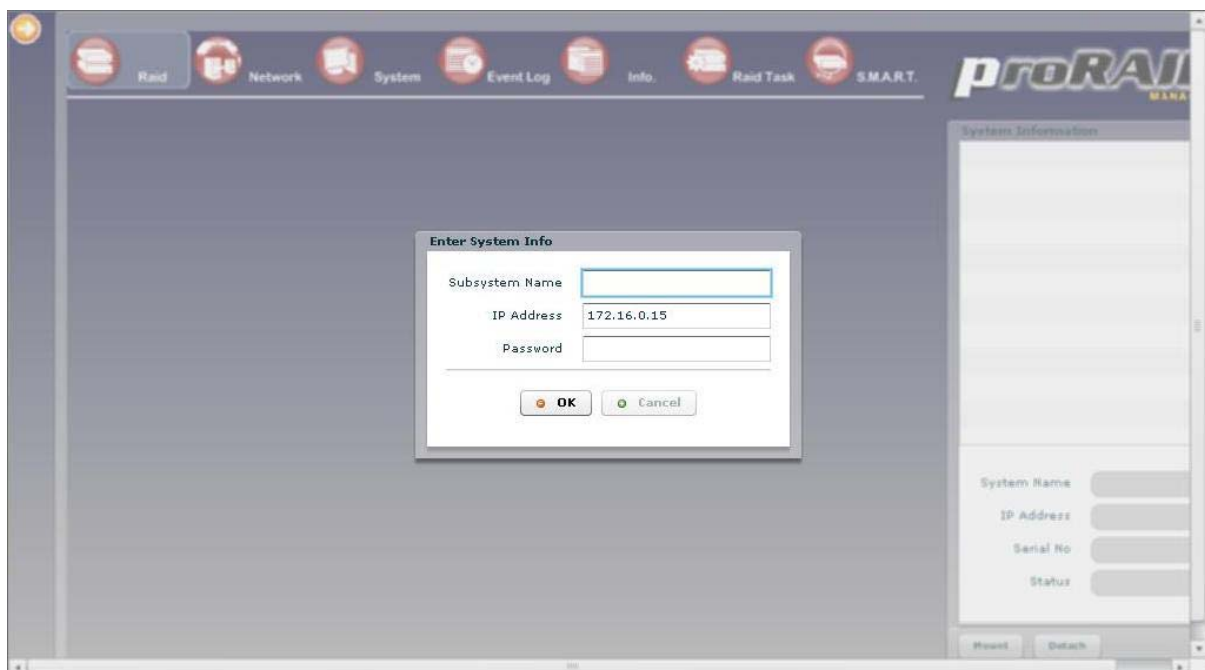 Raid
Network
System
Event Log
Info.
Raid Task
S.M.A.R.T.
proRAI
MANA
System Information
Enter System Info
Subsystem Name
IP Address 172.16.0.15
Password
OK
Cancel
System Name
IP Address
Serial No
Status
Mount
Detach